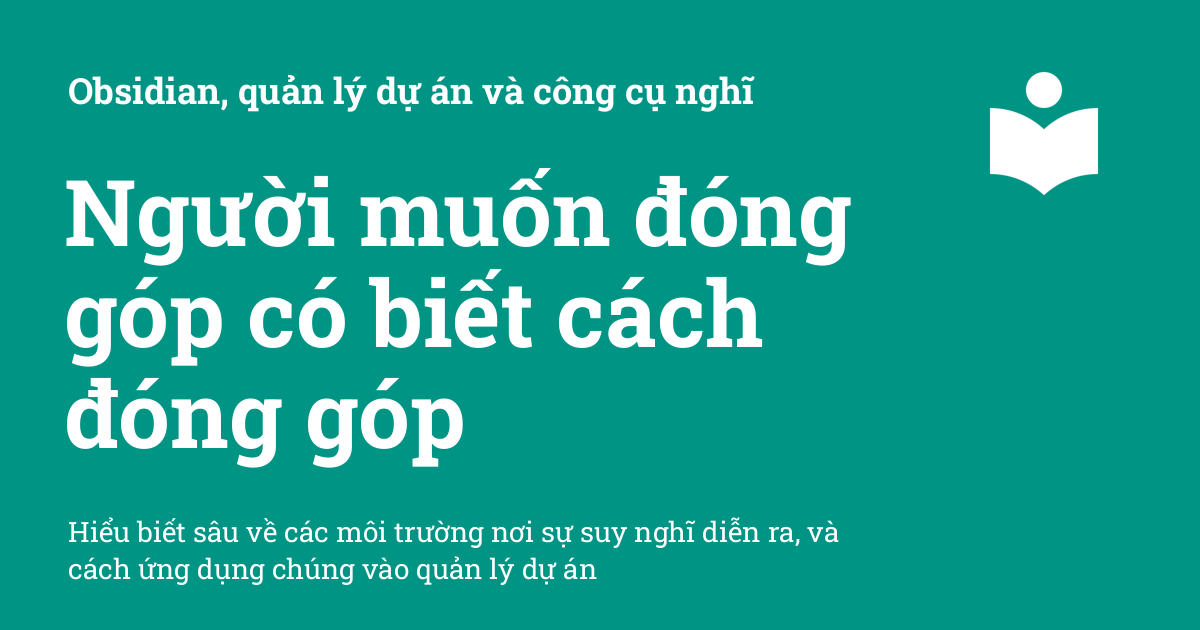 Obsidian, quản lý dự án và công cụ nghĩ
Người muốn đóng
góp có biết cách
đóng góp
Hiểu biết sâu về các môi trường nơi sự suy nghĩ diễn ra, và
cách ứng dụng chúng vào quản lý dự án